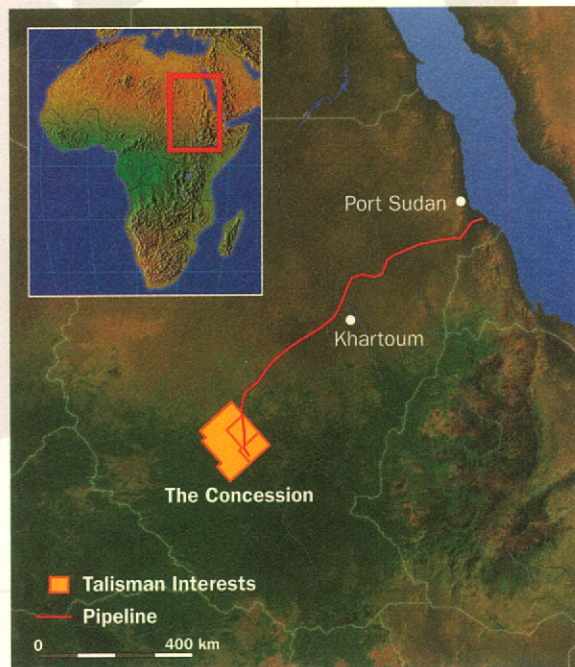 Port Sudan
Khartoum
The Concession
Talisman Interests
Pipeline
0 400 km